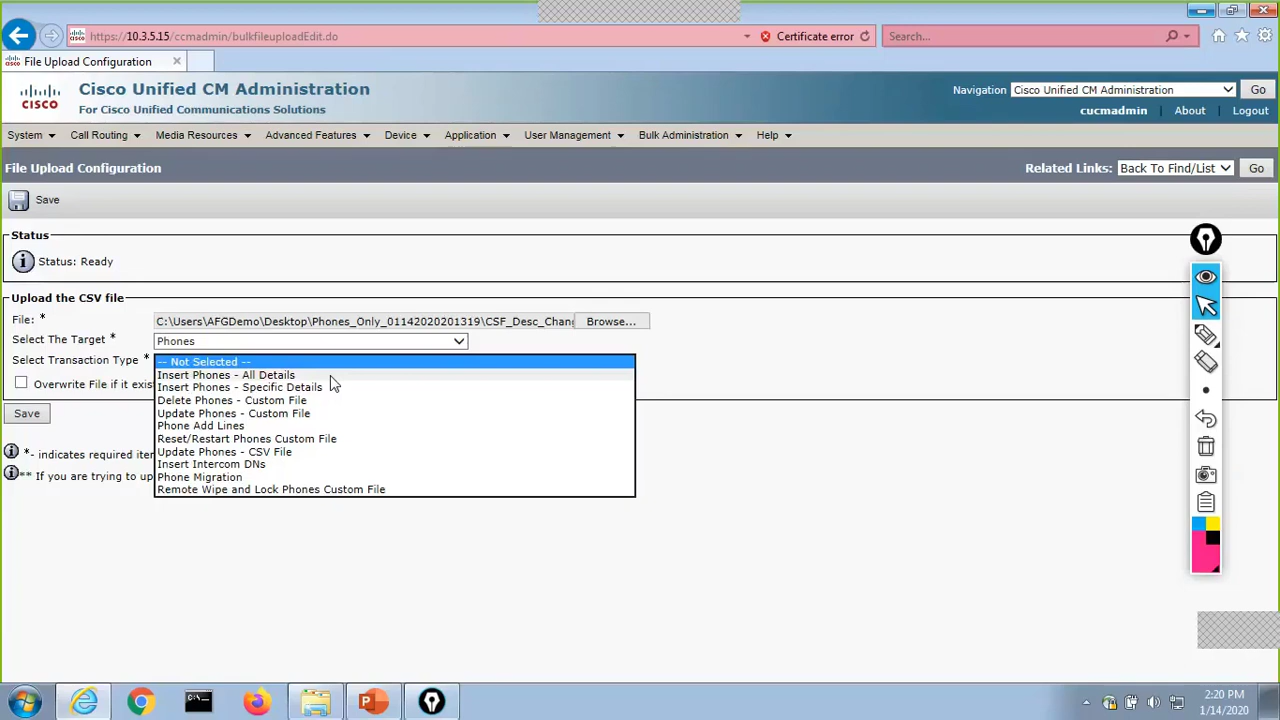 https://10.3.5.15/ccmadmin/bulkfileuploadEdit.do
Certificate error
Search...
File Upload Configuration
CISCO
Cisco Unified CM Administration
For Cisco Unified Communications Solutions
Navigation Cisco Unified CM Administration Go
cucmadmin About Logout
System Call Routing Media Resources Advanced Features Device Application User Management Bulk Administration Help
File Upload Configuration
Related Links: Back To Find/List Go
Save
Status
Status: Ready
Upload the CSV file
File: * C:\Users\AFGDemo\Desktop\Phones_Only_01142020201319\CSF_Desc_Chang Browse...
Select The Target * Phones
Select Transaction Type *
-- Not Selected --
Insert Phones - All Details
Insert Phones - Specific Details
Overwrite File if it exis
Delete Phones - Custom File
Update Phones - Custom File
Save
Phone Add Lines
Reset/Restart Phones Custom File
Update Phones - CSV File
*- indicates required iter
Insert Intercom DNs
Phone Migration
** If you are trying to up
Remote Wipe and Lock Phones Custom File
2:20 PM
1/14/2020